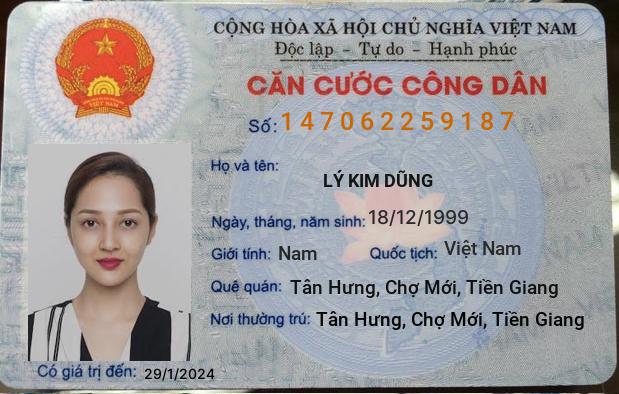 CỘNG HÒA XÃ HỘI CHỦ NGHĨA VIỆT NAM
Độc lập - Tự do - Hạnh phúc
CĂN CƯỚC CÔNG DÂN
Số: 147062259187
Họ và tên:
LÝ KIM DŨNG
Ngày, tháng, năm sinh: 18/12/1999
Giới tính: Nam Quốc tịch: Việt Nam
Quê quán: Tân Hưng, Chợ Mới, Tiền Giang
Nơi thường trú: Tân Hưng, Chợ Mới, Tiền Giang
Có giá trị đến: 29/1/2024